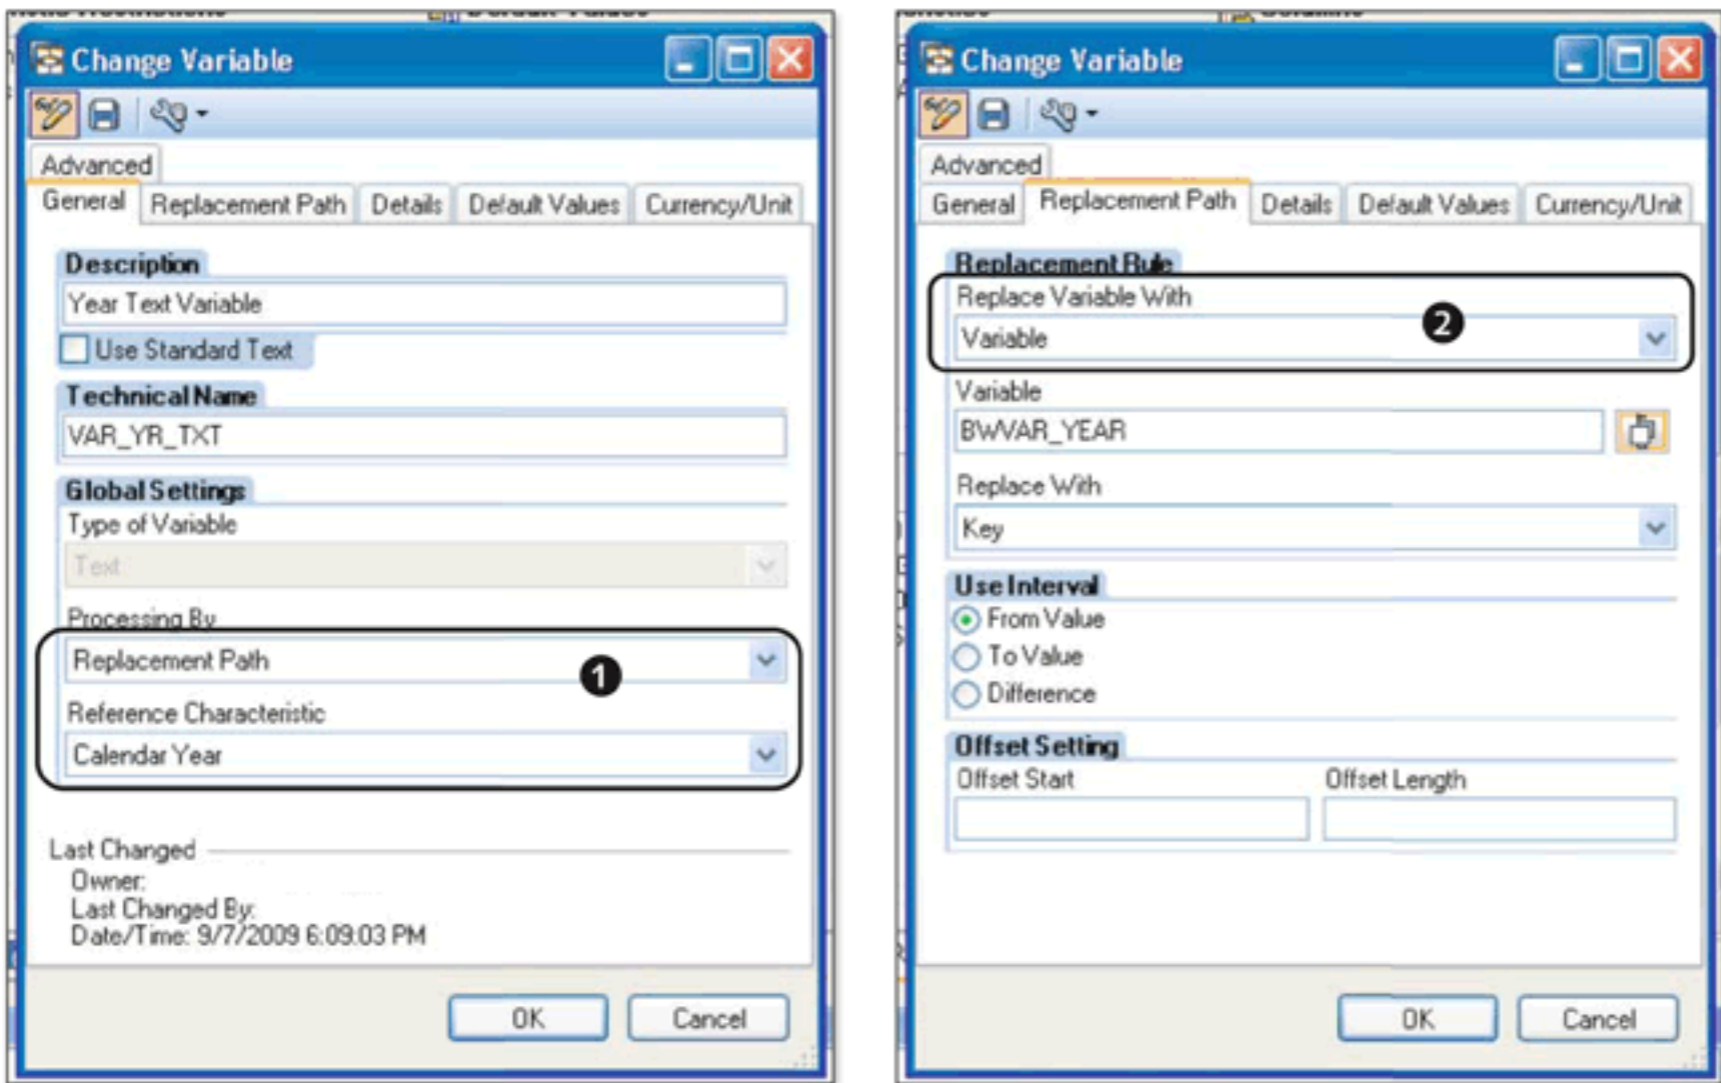 Default Values
Change Variable
Advanced
General
Replacement Path
Details
Default Values
Currency/Unit
Description
Year Text Variable
Use Standard Text
Technical Name
VAR_YR_TXT
Global Settings
Type of Variable
Text
Processing By
Replacement Path
1
Reference Characteristic
Calendar Year
Last Changed
Owner:
Last Changed By:
Date/Time: 9/7/2009 6:09:03 PM
OK
Cancel
Change Variable
Advanced
General
Replacement Path
Details
Default Values
Currency/Unit
Replacement Rule
Replace Variable With
2
Variable
Variable
BWVAR_YEAR
Replace With
Key
Use Interval
From Value
To Value
Difference
Offset Setting
Offset Start
Offset Length
OK
Cancel